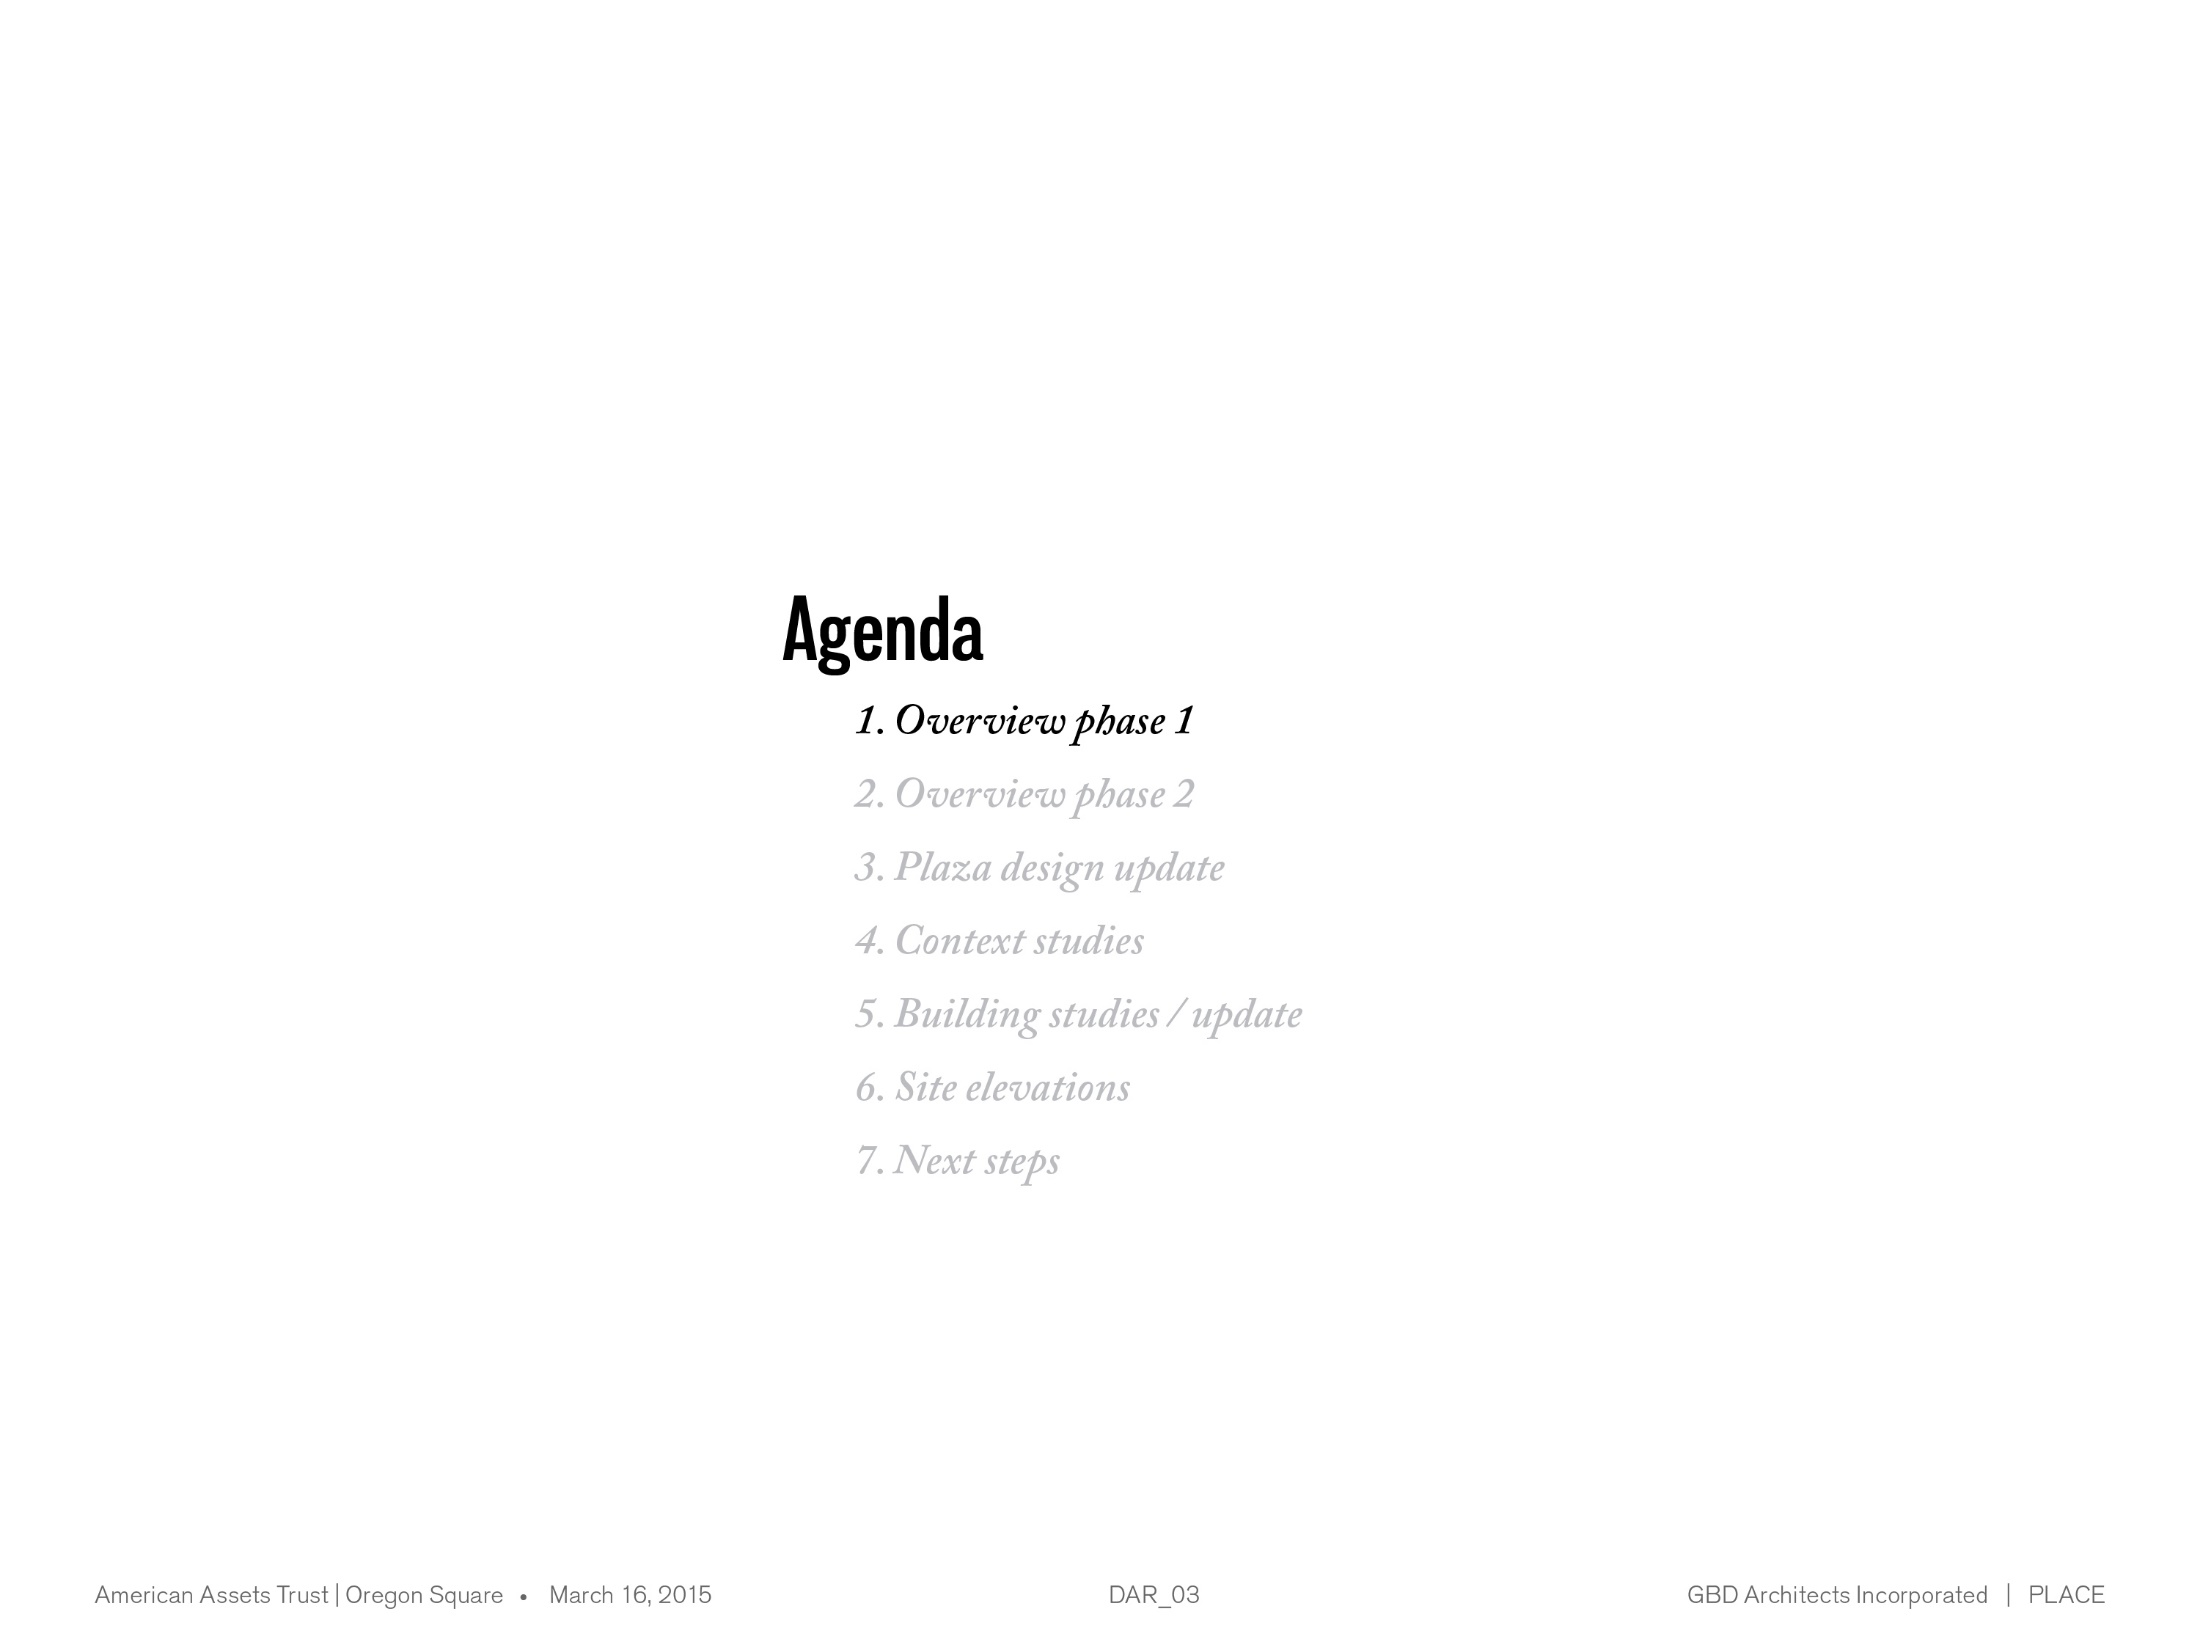 Agenda
1. Overview phase 1
2. Overview phase 2
3. Plaza design update
4. Context studies
5. Building studies / update
6. Site elevations
7. Next steps
American Assets Trust | Oregon Square • March 16, 2015
DAR_03
GBD Architects Incorporated | PLACE